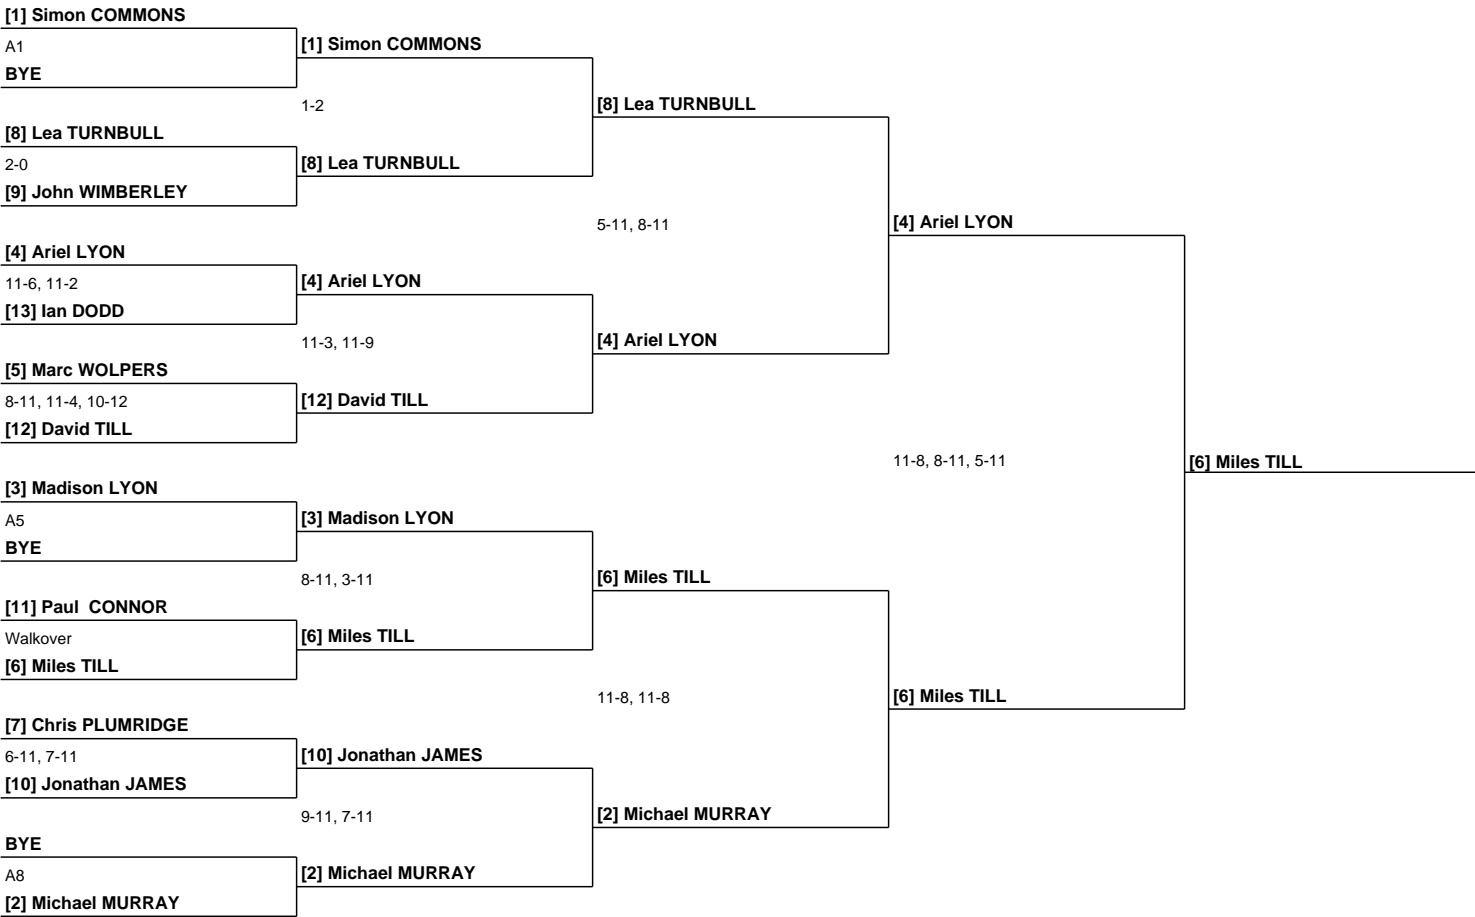 [1] Simon COMMONS
A1
BYE
[8] Lea TURNBULL
2-0
[9] John WIMBERLEY
[4] Ariel LYON
11-6, 11-2
[13] Ian DODD
[5] Marc WOLPERS
8-11, 11-4, 10-12
[12] David TILL
[3] Madison LYON
A5
BYE
[11] Paul  CONNOR
Walkover
[6] Miles TILL
[7] Chris PLUMRIDGE
6-11, 7-11
[10] Jonathan JAMES
BYE
A8
[2] Michael MURRAY
[1] Simon COMMONS
1-2
[8] Lea TURNBULL
[4] Ariel LYON
11-3, 11-9
[12] David TILL
[3] Madison LYON
8-11, 3-11
[6] Miles TILL
[10] Jonathan JAMES
9-11, 7-11
[2] Michael MURRAY
[8] Lea TURNBULL
5-11, 8-11
[4] Ariel LYON
[6] Miles TILL
11-8, 11-8
[2] Michael MURRAY
[4] Ariel LYON
11-8, 8-11, 5-11
[6] Miles TILL
[6] Miles TILL